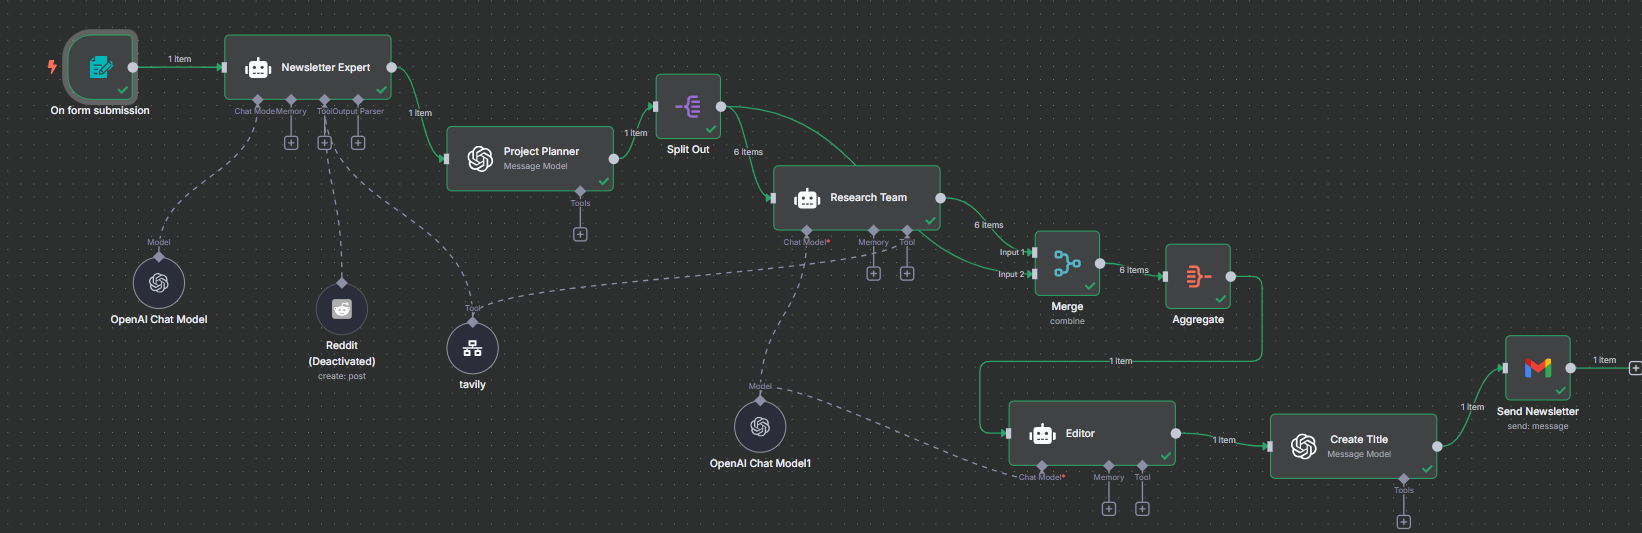 1 item
Newsletter Expert
On form submission
Chat Model
Memory
Tool
Output Parser
1 item
Project Planner
Message Model
Tools
1 item
Split Out
6 items
Research Team
Chat Model*
Memory
Tool
6 items
Input 1
Input 2
Merge
combine
6 items
Aggregate
Model
OpenAI Chat Model
Reddit
(Deactivated)
create: post
Tool
tavily
1 item
Model
OpenAI Chat Model1
Editor
Chat Model*
Memory
Tool
1 item
Create Title
Message Model
Tools
1 item
Send Newsletter
send: message
1 item